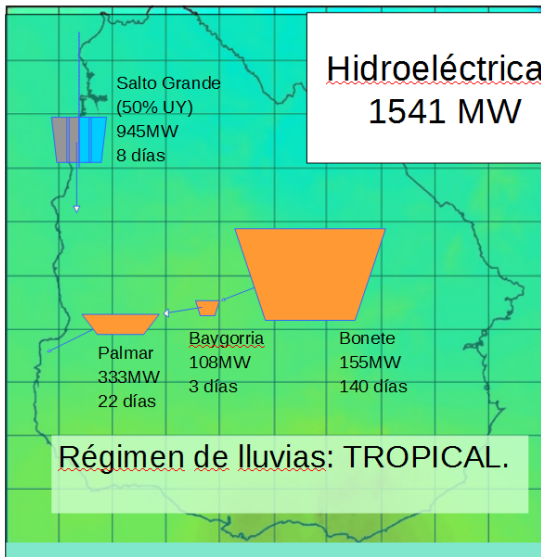 Hidroeléctrica
1541 MW
Salto Grande
(50% UY)
945MW
8 días
Palmar
333MW
22 días
Baygorria
108MW
3 días
Bonete
155MW
140 días
Régimen de lluvias: TROPICAL.